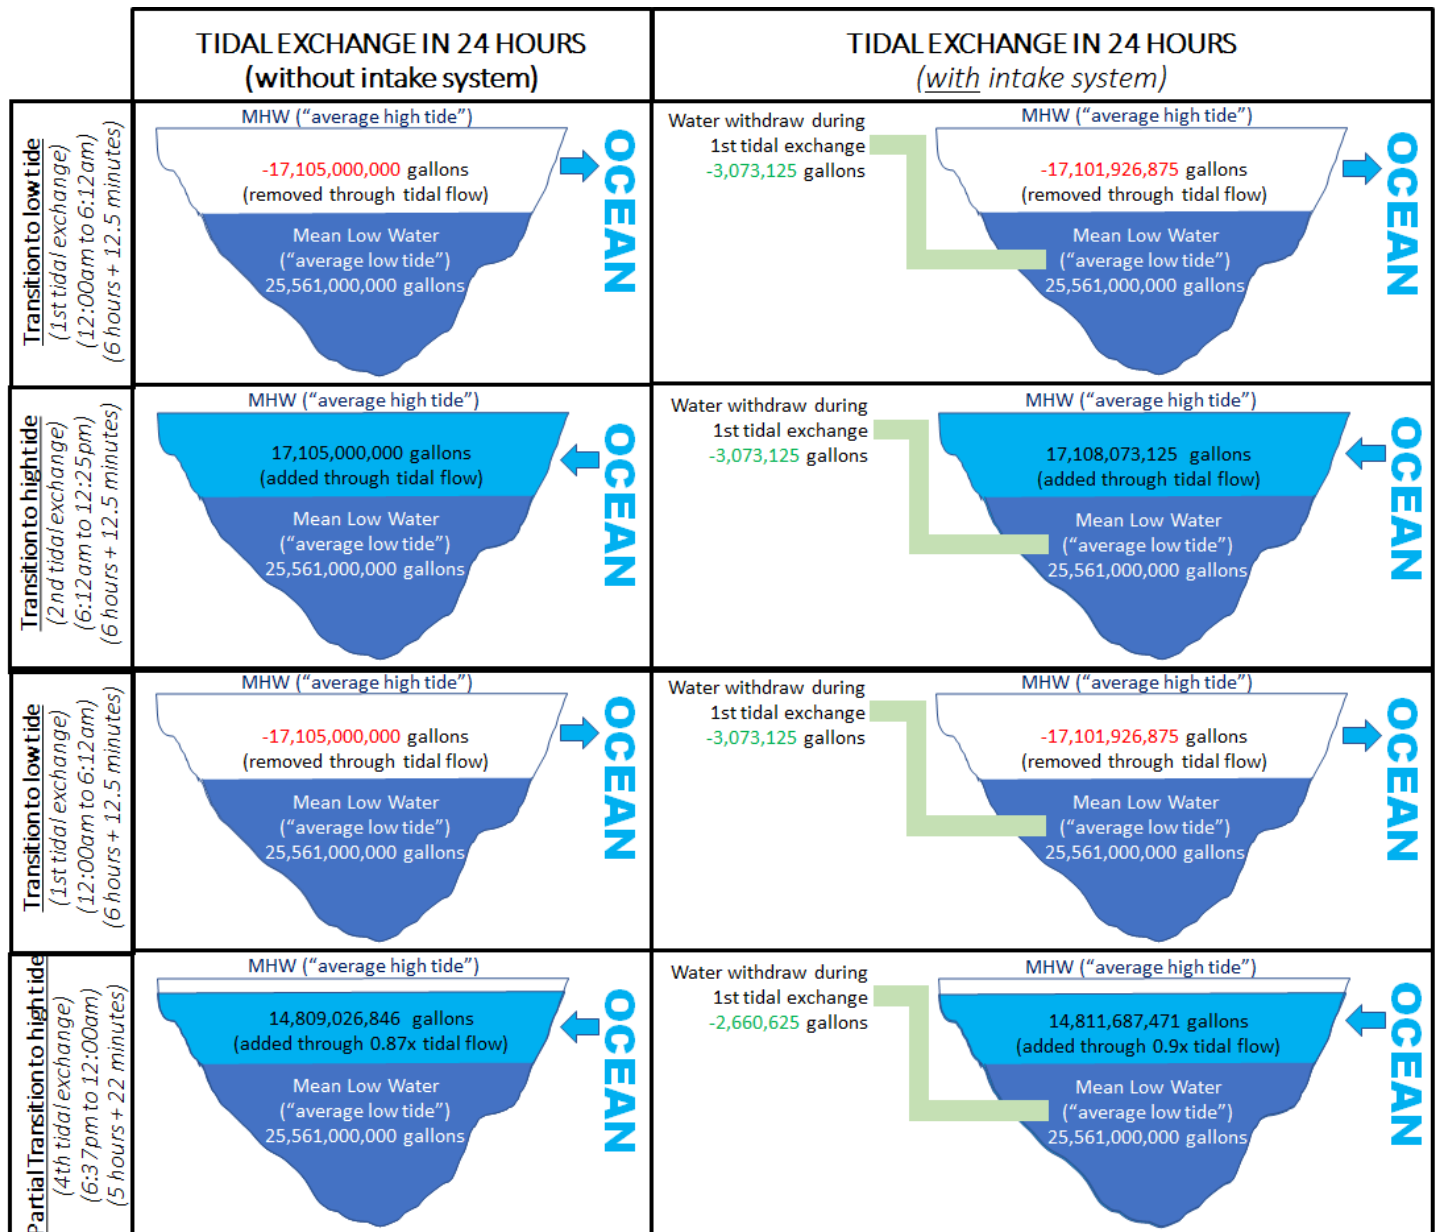 TIDAL EXCHANGE IN 24 HOURS
(without intake system)
TIDAL EXCHANGE IN 24 HOURS
(with intake system)
Transition to low tide
(1st tidal exchange)
(12:00am to 6:12am)
(6 hours + 12.5 minutes)
MHW (“average high tide”)
-17,105,000,000 gallons
(removed through tidal flow)
Mean Low Water
(“average low tide”)
25,561,000,000 gallons
OCEAN
Water withdraw during
1st tidal exchange
-3,073,125 gallons
MHW (“average high tide”)
-17,101,926,875 gallons
(removed through tidal flow)
Mean Low Water
(“average low tide”)
25,561,000,000 gallons
OCEAN
Transition to high tide
(2nd tidal exchange)
(6:12am to 12:25pm)
(6 hours + 12.5 minutes)
MHW (“average high tide”)
17,105,000,000 gallons
(added through tidal flow)
Mean Low Water
(“average low tide”)
25,561,000,000 gallons
OCEAN
Water withdraw during
1st tidal exchange
-3,073,125 gallons
MHW (“average high tide”)
17,108,073,125 gallons
(added through tidal flow)
Mean Low Water
(“average low tide”)
25,561,000,000 gallons
OCEAN
Transition to low tide
(1st tidal exchange)
(12:00am to 6:12am)
(6 hours + 12.5 minutes)
MHW (“average high tide”)
-17,105,000,000 gallons
(removed through tidal flow)
Mean Low Water
(“average low tide”)
25,561,000,000 gallons
OCEAN
Water withdraw during
1st tidal exchange
-3,073,125 gallons
MHW (“average high tide”)
-17,101,926,875 gallons
(removed through tidal flow)
Mean Low Water
(“average low tide”)
25,561,000,000 gallons
OCEAN
Partial Transition to high tide
(4th tidal exchange)
(6:37pm to 12:00am)
(5 hours + 22 minutes)
MHW (“average high tide”)
14,809,026,846 gallons
(added through 0.87x tidal flow)
Mean Low Water
(“average low tide”)
25,561,000,000 gallons
OCEAN
Water withdraw during
1st tidal exchange
-2,660,625 gallons
MHW (“average high tide”)
14,811,687,471 gallons
(added through 0.9x tidal flow)
Mean Low Water
(“average low tide”)
25,561,000,000 gallons
OCEAN